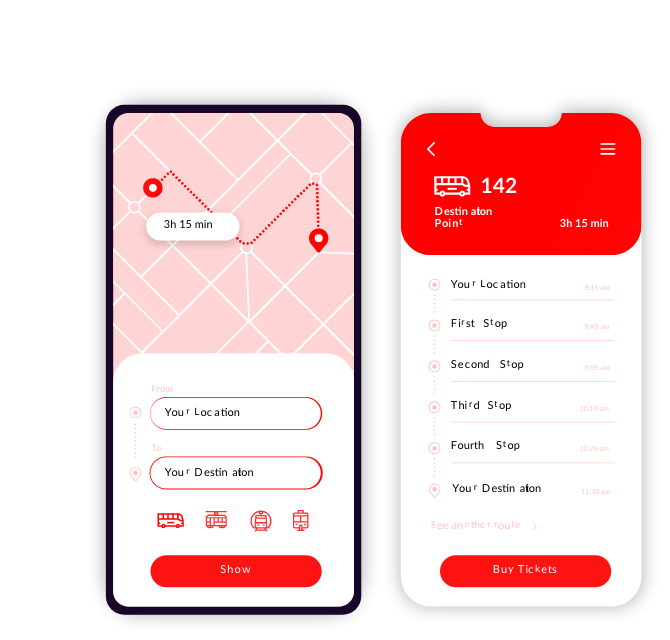 3h 15 min
From
Your Location
To
Your Destination
Show
142
Destination
Point
3h 15 min
Your Location
8:15 am
First Stop
8:45 am
Second Stop
9:05 am
Third Stop
10:10 am
Fourth Stop
10:20 am
Your Destination
11:30 am
See another route
Buy Tickets